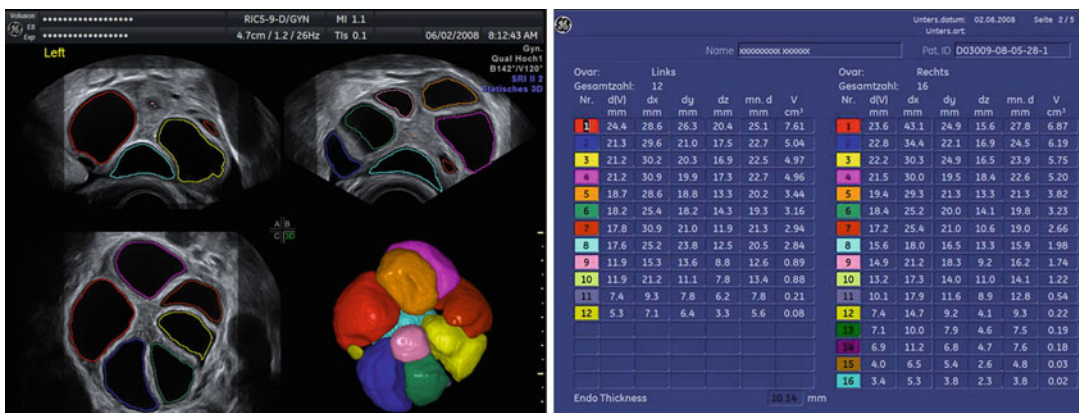 Voluson ****************** RIC5-9-D/GYN MI 1.1
E8
Exp ***************** 4.7cm / 1.2 / 26Hz TIs 0.1 06/02/2008 8:12:43 AM
Left
Gyn.
Qual Hoch1
B142°/V120°
SRI II 2
Statisches 3D
A B
C 3D
Unters.datum: 02.06.2008 Seite 2/5
Unters.art:
Name xxxxxxxxxx xxxxxx Pat. ID D03009-08-05-28-1
Ovar: Links
Gesamtzahl: 12
Nr. d(V) dx dy dz mn. d V
mm mm mm mm mm cm³
1 24.4 28.6 26.3 20.4 25.1 7.61
2 21.3 29.6 21.0 17.5 22.7 5.04
3 21.2 30.2 20.3 16.9 22.5 4.97
4 21.2 30.9 19.9 17.3 22.7 4.96
5 18.7 28.6 18.8 13.3 20.2 3.44
6 18.2 25.4 18.2 14.3 19.3 3.16
7 17.8 30.9 21.0 11.9 21.3 2.94
8 17.6 25.2 23.8 12.5 20.5 2.84
9 11.9 15.3 13.6 8.8 12.6 0.89
10 11.9 21.2 11.1 7.8 13.4 0.88
11 7.4 9.3 7.8 6.2 7.8 0.21
12 5.3 7.1 6.4 3.3 5.6 0.08
Ovar: Rechts
Gesamtzahl: 16
Nr. d(V) dx dy dz mn. d V
mm mm mm mm mm cm³
1 23.6 43.1 24.9 15.6 27.8 6.87
2 22.8 34.4 22.1 16.9 24.5 6.19
3 22.2 30.3 24.9 16.5 23.9 5.75
4 21.5 30.0 19.5 18.4 22.6 5.20
5 19.4 29.3 21.3 13.3 21.3 3.82
6 18.4 25.2 20.0 14.1 19.8 3.23
7 17.2 25.4 21.0 10.6 19.0 2.66
8 15.6 18.0 16.5 13.3 15.9 1.98
9 14.9 21.2 18.3 9.2 16.2 1.74
10 13.2 17.3 14.0 11.0 14.1 1.22
11 10.1 17.9 11.6 8.9 12.8 0.54
12 7.4 14.7 9.2 4.1 9.3 0.22
13 7.1 10.0 7.9 4.6 7.5 0.19
14 6.9 11.2 6.8 4.7 7.6 0.18
15 4.0 6.5 5.4 2.6 4.8 0.03
16 3.4 5.3 3.8 2.3 3.8 0.02
Endo Thickness 10.14 mm